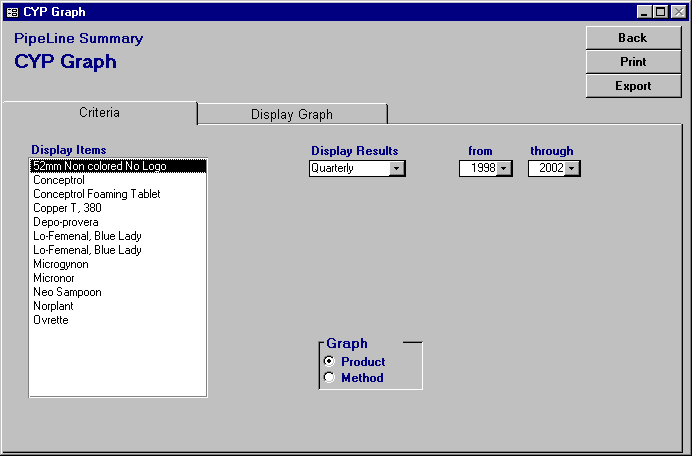 CYP Graph
PipeLine Summary
CYP Graph
Back
Print
Export
Criteria
Display Graph
Display Items
52mm Non colored No Logo
Conceptrol
Conceptrol Foaming Tablet
Copper T, 380
Depo-provera
Lo-Femenal, Blue Lady
Lo-Femenal, Blue Lady
Microgynon
Micronor
Neo Sampoon
Norplant
Ovrette
Display Results
Quarterly
from
1998
through
2002
Graph
Product
Method